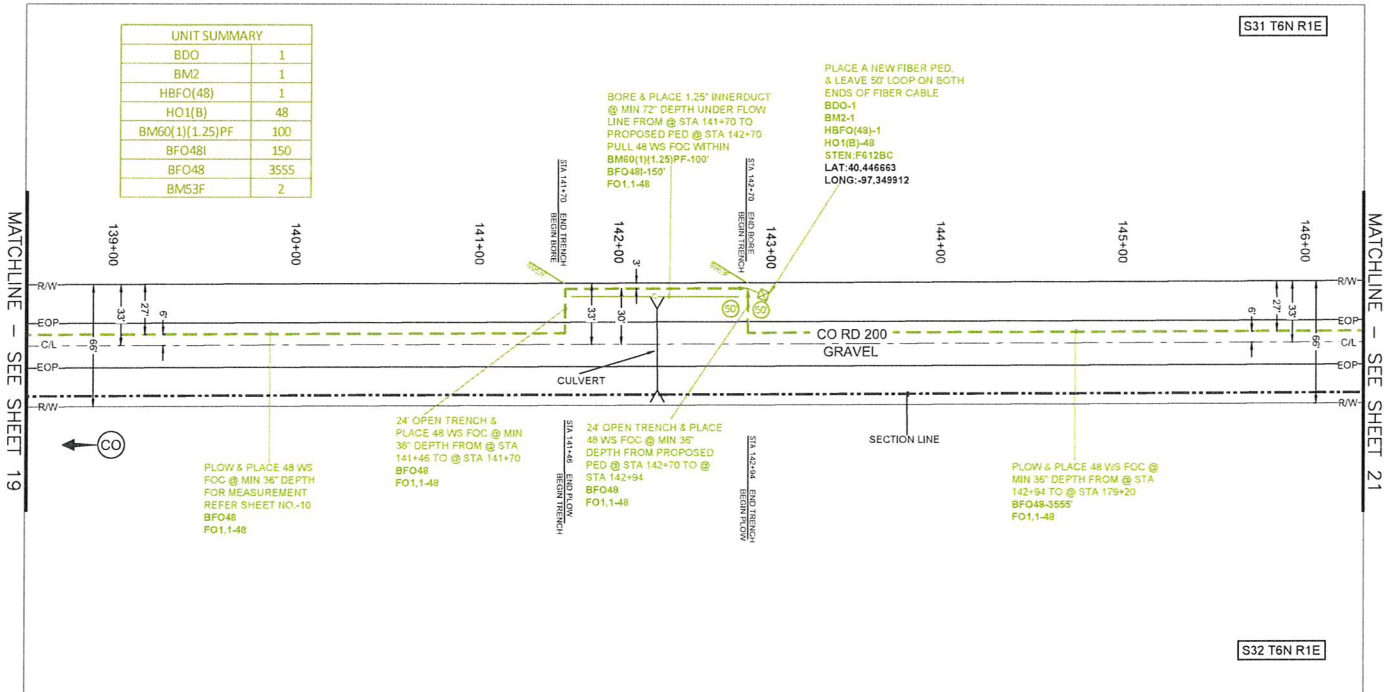 S31 T6N R1E
UNIT SUMMARY
BDO 1
BM2 1
HBFO(48) 1
HO1(B) 48
BM60(1)(1.25)PF 100
BFO48I 150
BFO48 3555
BM53F 2
BORE & PLACE 1.25" INNERDUCT
@ MIN 72" DEPTH UNDER FLOW
LINE FROM @ STA 141+70 TO
PROPOSED PED @ STA 142+70
PULL 48 WS FOC WITHIN
BM60(1)(1.25)PF-100'
BFO48I-150'
FO1,1-48
PLACE A NEW FIBER PED,
& LEAVE 50' LOOP ON BOTH
ENDS OF FIBER CABLE
BDO-1
BM2-1
HBFO(48)-1
HO1(B)-48
STEN:F612BC
LAT:40.446663
LONG:-97.349912
STA 141+70 END TRENCH
BEGIN BORE
STA 142+70 END BORE
BEGIN TRENCH
MATCHLINE - SEE SHEET 19
MATCHLINE - SEE SHEET 21
139+00
140+00
141+00
142+00
143+00
144+00
145+00
146+00
R/W
EOP
C/L
EOP
R/W
66'
33'
27'
6'
33'
30'
3'
50'
50'
CO RD 200
GRAVEL
CULVERT
6'
27'
33'
66'
R/W
EOP
C/L
EOP
R/W
SECTION LINE
CO
PLOW & PLACE 48 WS
FOC @ MIN 36" DEPTH
FOR MEASUREMENT
REFER SHEET NO.-10
BFO48
FO1,1-48
24' OPEN TRENCH &
PLACE 48 WS FOC @ MIN
36" DEPTH FROM @ STA
141+46 TO @ STA 141+70
BFO48
FO1,1-48
STA 141+46 END PLOW
BEGIN TRENCH
24' OPEN TRENCH & PLACE
48 WS FOC @ MIN 36"
DEPTH FROM PROPOSED
PED @ STA 142+70 TO @
STA 142+94
BFO48
FO1,1-48
STA 142+94 END TRENCH
BEGIN PLOW
PLOW & PLACE 48 WS FOC @
MIN 36" DEPTH FROM @ STA
142+94 TO @ STA 179+20
BFO48-3555'
FO1,1-48
S32 T6N R1E